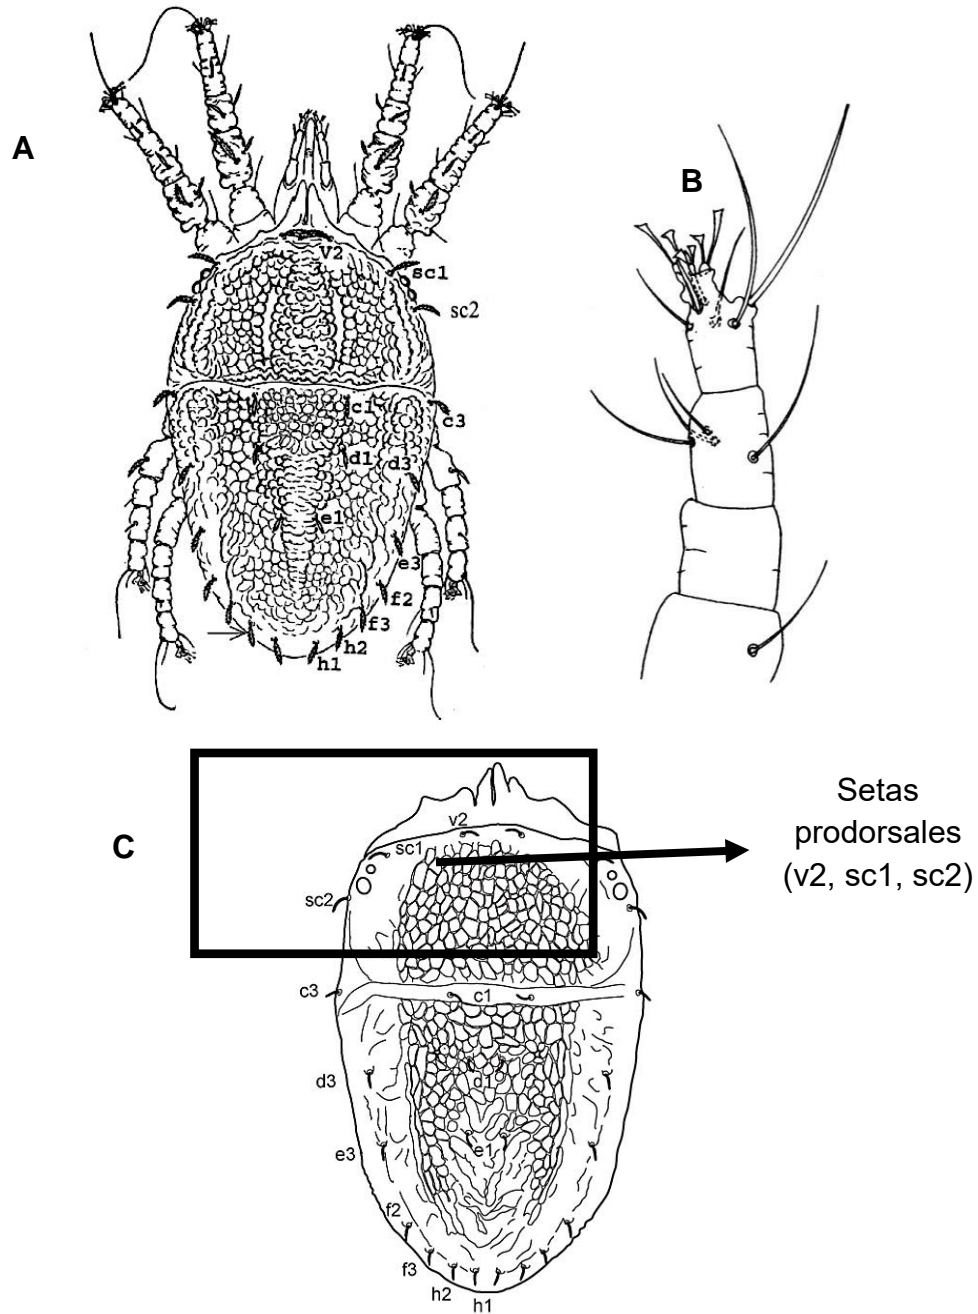 A
B
V2
sc1
sc2
c1
c3
d1
d3
e1
e3
f2
f3
h2
h1
C
v2
sc1
sc2
c3
c1
d3
d1
e3
e1
f2
f3
h2
h1
Setas
prodorsales
(v2, sc1, sc2)